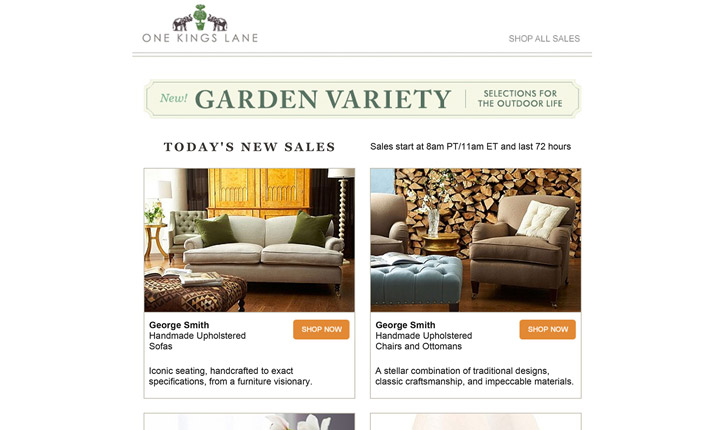 ONE KINGS LANE
SHOP ALL SALES
New! GARDEN VARIETY
SELECTIONS FOR
THE OUTDOOR LIFE
TODAY'S NEW SALES
Sales start at 8am PT/11am ET and last 72 hours
George Smith
Handmade Upholstered
Sofas
SHOP NOW
Iconic seating, handcrafted to exact
specifications, from a furniture visionary.
George Smith
Handmade Upholstered
Chairs and Ottomans
SHOP NOW
A stellar combination of traditional designs,
classic craftsmanship, and impeccable materials.